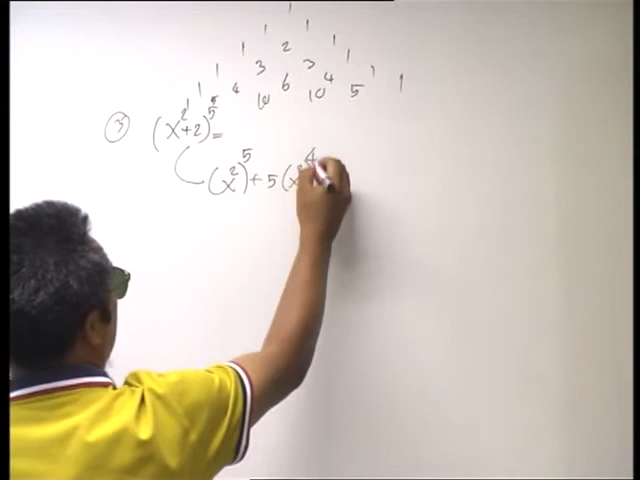 1
1 1
1 2 1
1 3 3 1
1 4 6 4 1
1 5 10 10 5 1
③ (x²+2)⁵ =
(x²)⁵ + 5(x²)⁴